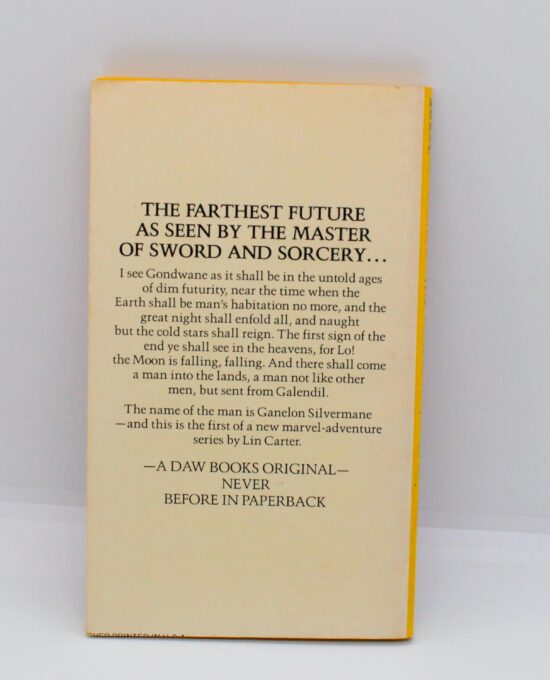 THE FARTHEST FUTURE
AS SEEN BY THE MASTER
OF SWORD AND SORCERY...
I see Gondwane as it shall be in the untold ages
of dim futurity, near the time when the
Earth shall be man's habitation no more, and the
great night shall enfold all, and naught
but the cold stars shall reign. The first sign of the
end ye shall see in the heavens, for Lo!
the Moon is falling, falling. And there shall come
a man into the lands, a man not like other
men, but sent from Galendil.
The name of the man is Ganelon Silvermane
—and this is the first of a new marvel-adventure
series by Lin Carter.
—A DAW BOOKS ORIGINAL—
NEVER
BEFORE IN PAPERBACK
PRINTED IN U.S.A.